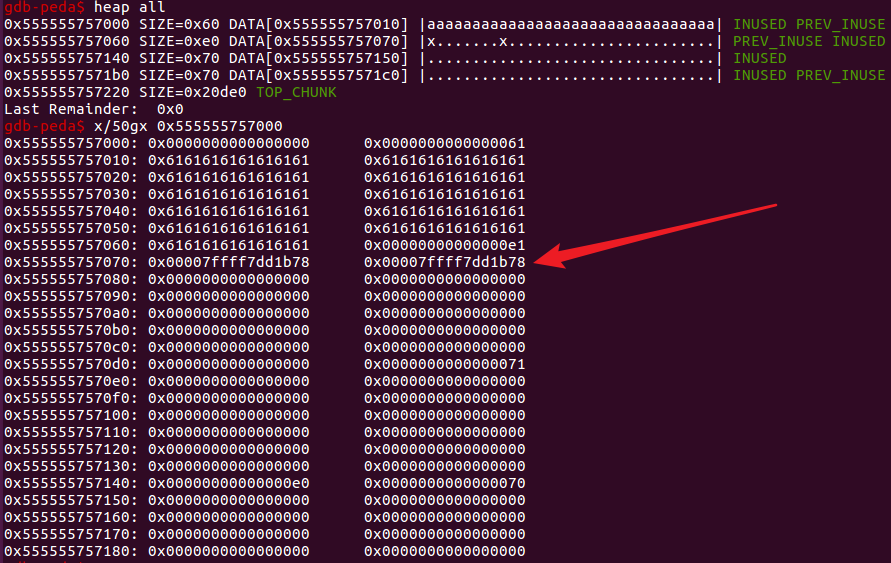 gdb-peda$ heap all
0x555555757000 SIZE=0x60 DATA[0x555555757010] |aaaaaaaaaaaaaaaaaaaaaaaaaaaaaaaa| INUSED PREV_INUSE
0x555555757060 SIZE=0xe0 DATA[0x555555757070] |x.......x.......................| PREV_INUSE INUSED
0x555555757140 SIZE=0x70 DATA[0x555555757150] |................................| INUSED
0x5555557571b0 SIZE=0x70 DATA[0x5555557571c0] |................................| INUSED PREV_INUSE
0x555555757220 SIZE=0x20de0 TOP_CHUNK
Last Remainder:  0x0
gdb-peda$ x/50gx 0x555555757000
0x555555757000: 0x0000000000000000 0x0000000000000061
0x555555757010: 0x6161616161616161 0x6161616161616161
0x555555757020: 0x6161616161616161 0x6161616161616161
0x555555757030: 0x6161616161616161 0x6161616161616161
0x555555757040: 0x6161616161616161 0x6161616161616161
0x555555757050: 0x6161616161616161 0x6161616161616161
0x555555757060: 0x6161616161616161 0x00000000000000e1
0x555555757070: 0x00007ffff7dd1b78 0x00007ffff7dd1b78
0x555555757080: 0x0000000000000000 0x0000000000000000
0x555555757090: 0x0000000000000000 0x0000000000000000
0x5555557570a0: 0x0000000000000000 0x0000000000000000
0x5555557570b0: 0x0000000000000000 0x0000000000000000
0x5555557570c0: 0x0000000000000000 0x0000000000000000
0x5555557570d0: 0x0000000000000000 0x0000000000000071
0x5555557570e0: 0x0000000000000000 0x0000000000000000
0x5555557570f0: 0x0000000000000000 0x0000000000000000
0x555555757100: 0x0000000000000000 0x0000000000000000
0x555555757110: 0x0000000000000000 0x0000000000000000
0x555555757120: 0x0000000000000000 0x0000000000000000
0x555555757130: 0x0000000000000000 0x0000000000000000
0x555555757140: 0x00000000000000e0 0x0000000000000070
0x555555757150: 0x0000000000000000 0x0000000000000000
0x555555757160: 0x0000000000000000 0x0000000000000000
0x555555757170: 0x0000000000000000 0x0000000000000000
0x555555757180: 0x0000000000000000 0x0000000000000000